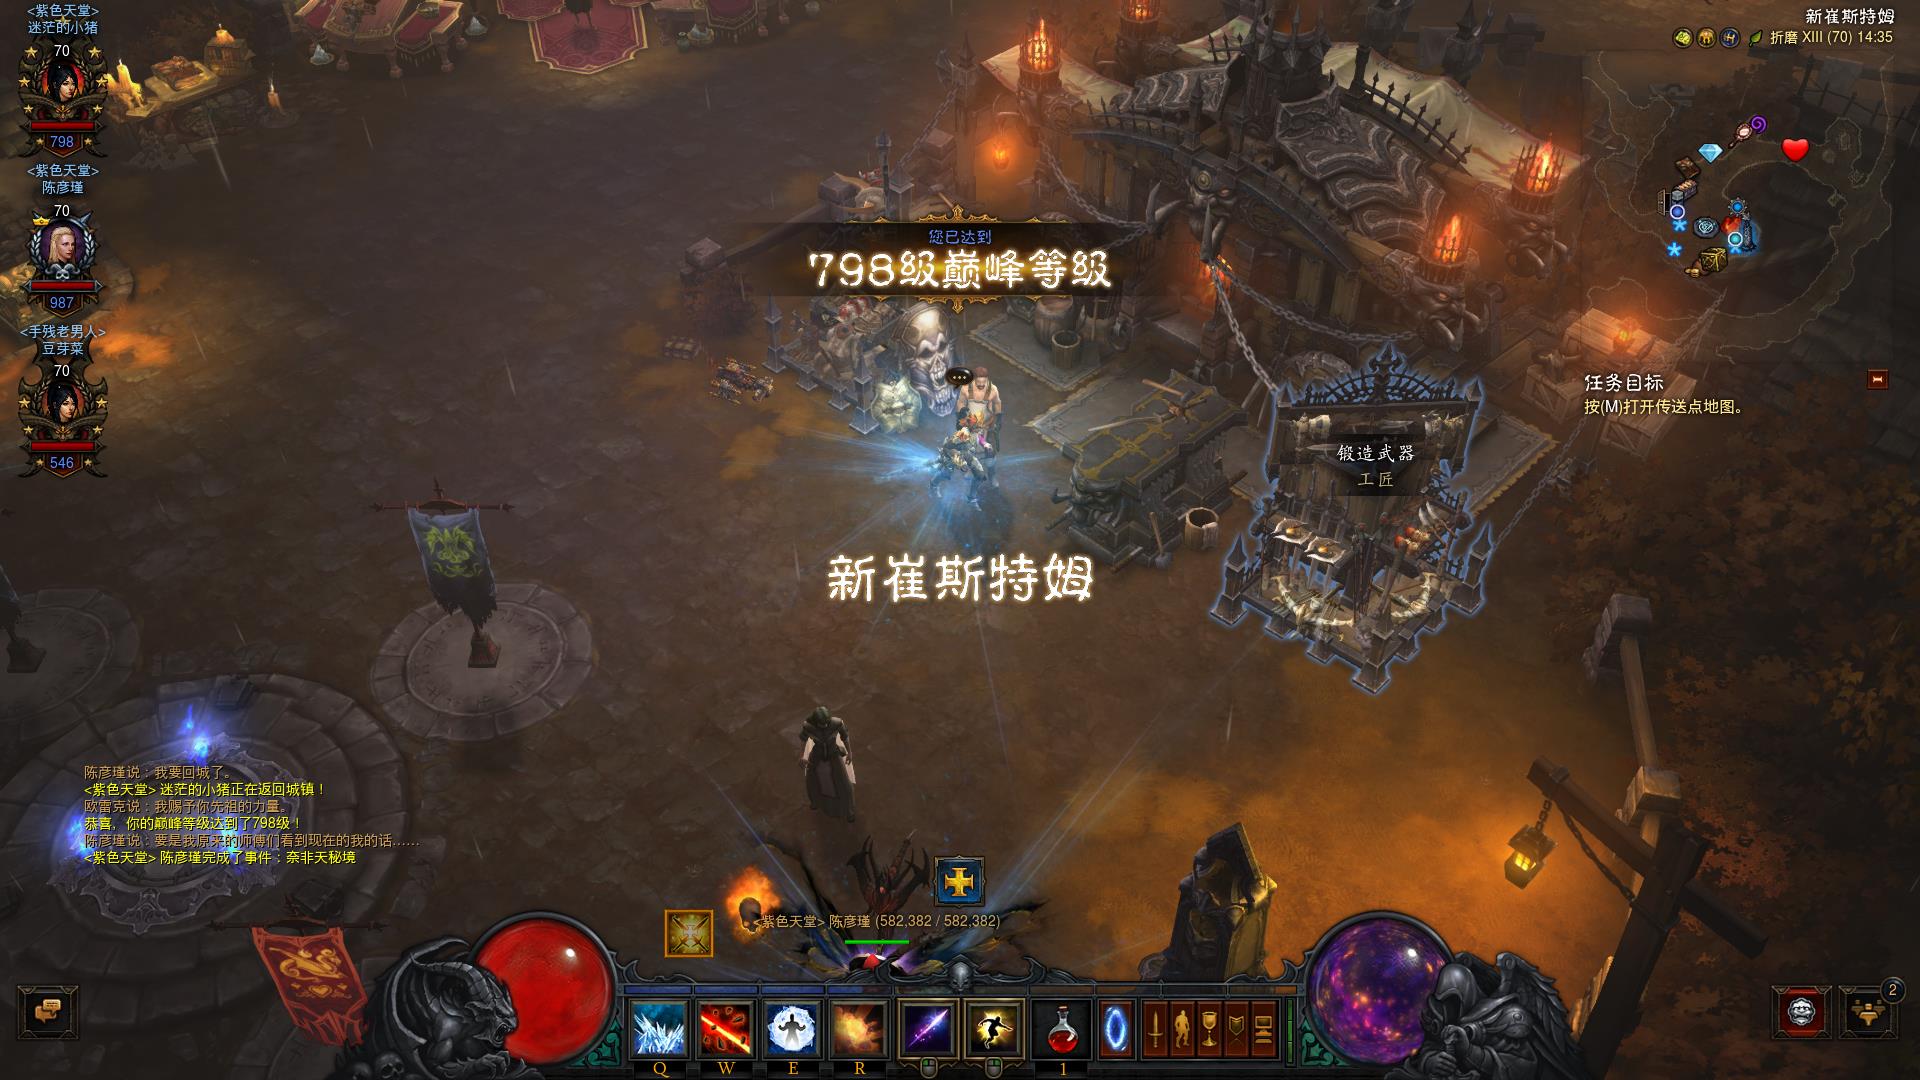 <紫色天堂>
迷茫的小猪
70
798
<紫色天堂>
陈彦瑾
70
987
<手残老男人>
豆芽菜
70
546
您已达到
798级巅峰等级
新崔斯特姆
折磨 XIII (70) 14:35
任务目标
按(M)打开传送点地图。
锻造武器
工匠
新崔斯特姆
陈彦瑾说：我要回城了。
<紫色天堂> 迷茫的小猪正在返回城镇！
欧雷克说：我赐予你先祖的力量。
恭喜，你的巅峰等级达到了798级！
陈彦瑾说：要是我原来的师傅们看到现在的我的话……
<紫色天堂> 陈彦瑾完成了事件：奈非天秘境
<紫色天堂> 陈彦瑾 (582,382 / 582,382)
Q W E R 1
2